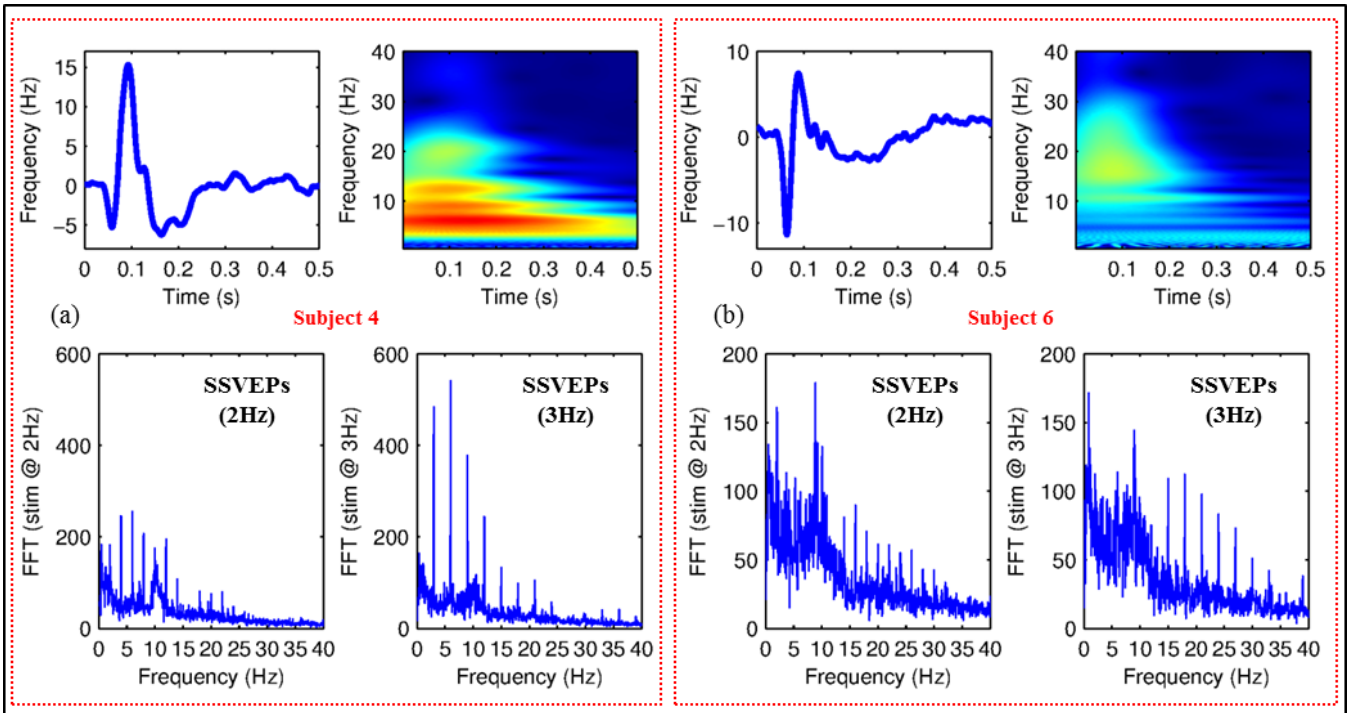 15
10
5
0
−5
Frequency (Hz)
0 0.1 0.2 0.3 0.4 0.5
Time (s)
40
30
20
10
Frequency (Hz)
0.1 0.2 0.3 0.4 0.5
Time (s)
(a)
Subject 4
600
400
200
0
FFT (stim @ 2Hz)
SSVEPs
(2Hz)
0 5 10 15 20 25 30 35 40
Frequency (Hz)
600
400
200
0
FFT (stim @ 3Hz)
SSVEPs
(3Hz)
0 5 10 15 20 25 30 35 40
Frequency (Hz)
10
0
−10
Frequency (Hz)
0 0.1 0.2 0.3 0.4 0.5
Time (s)
40
30
20
10
Frequency (Hz)
0.1 0.2 0.3 0.4 0.5
Time (s)
(b)
Subject 6
200
150
100
50
0
FFT (stim @ 2Hz)
SSVEPs
(2Hz)
0 5 10 15 20 25 30 35 40
Frequency (Hz)
200
150
100
50
0
FFT (stim @ 3Hz)
SSVEPs
(3Hz)
0 5 10 15 20 25 30 35 40
Frequency (Hz)